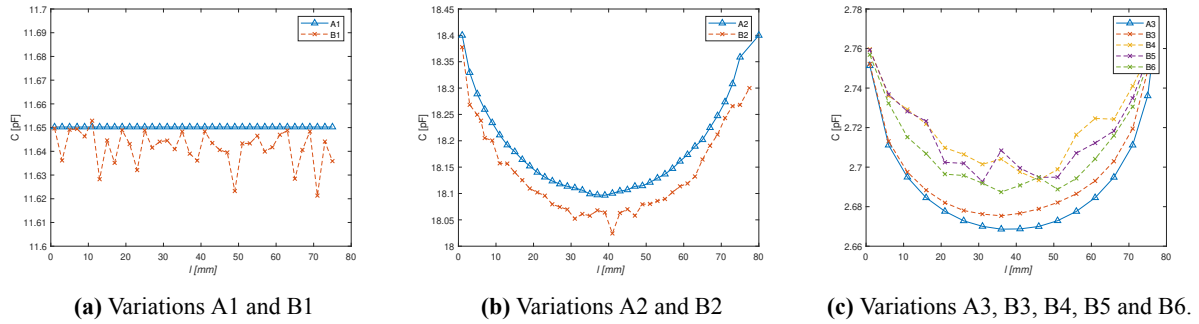 11.7
11.69
11.68
11.67
11.66
11.65
11.64
11.63
11.62
11.61
11.6
C [pF]
0 10 20 30 40 50 60 70 80
l [mm]
A1
B1
(a) Variations A1 and B1
18.45
18.4
18.35
18.3
18.25
18.2
18.15
18.1
18.05
18
C [pF]
0 10 20 30 40 50 60 70 80
l [mm]
A2
B2
(b) Variations A2 and B2
2.78
2.76
2.74
2.72
2.7
2.68
2.66
C [pF]
0 10 20 30 40 50 60 70 80
l [mm]
A3
B3
B4
B5
B6
(c) Variations A3, B3, B4, B5 and B6.